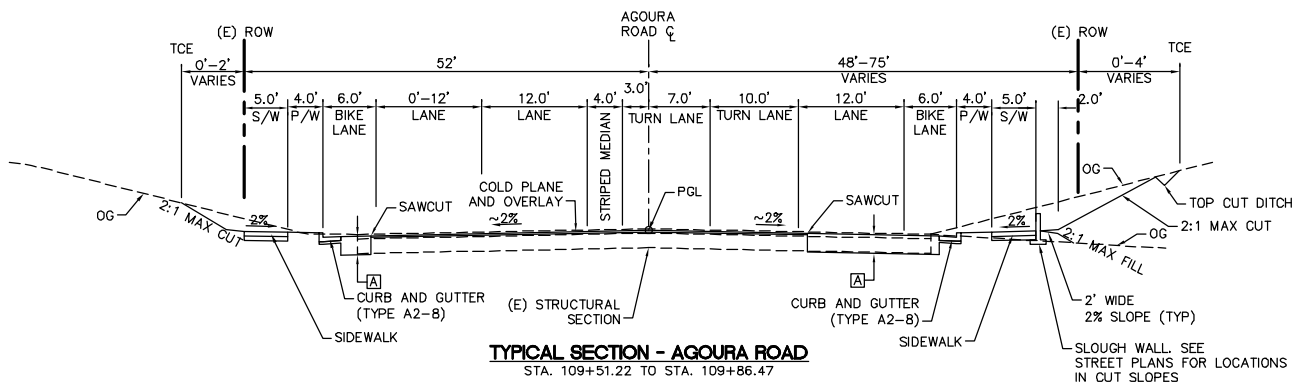 AGOURA
ROAD ℄
(E) ROW
(E) ROW
TCE
TCE
0'-2'
VARIES
52'
48'-75'
VARIES
0'-4'
VARIES
5.0'
S/W
4.0'
P/W
6.0'
BIKE
LANE
0'-12'
LANE
12.0'
LANE
4.0'
STRIPED MEDIAN
3.0'
7.0'
TURN LANE
10.0'
TURN LANE
12.0'
LANE
6.0'
BIKE
LANE
4.0'
P/W
5.0'
S/W
2.0'
OG
2:1 MAX CUT
2%
SAWCUT
COLD PLANE
AND OVERLAY
~2%
PGL
~2%
SAWCUT
2%
OG
TOP CUT DITCH
2:1 MAX CUT
OG
2:1 MAX FILL
A
A
CURB AND GUTTER
(TYPE A2-8)
SIDEWALK
(E) STRUCTURAL
SECTION
CURB AND GUTTER
(TYPE A2-8)
SIDEWALK
2' WIDE
2% SLOPE (TYP)
SLOUGH WALL. SEE
STREET PLANS FOR LOCATIONS
IN CUT SLOPES
TYPICAL SECTION - AGOURA ROAD
STA. 109+51.22 TO STA. 109+86.47